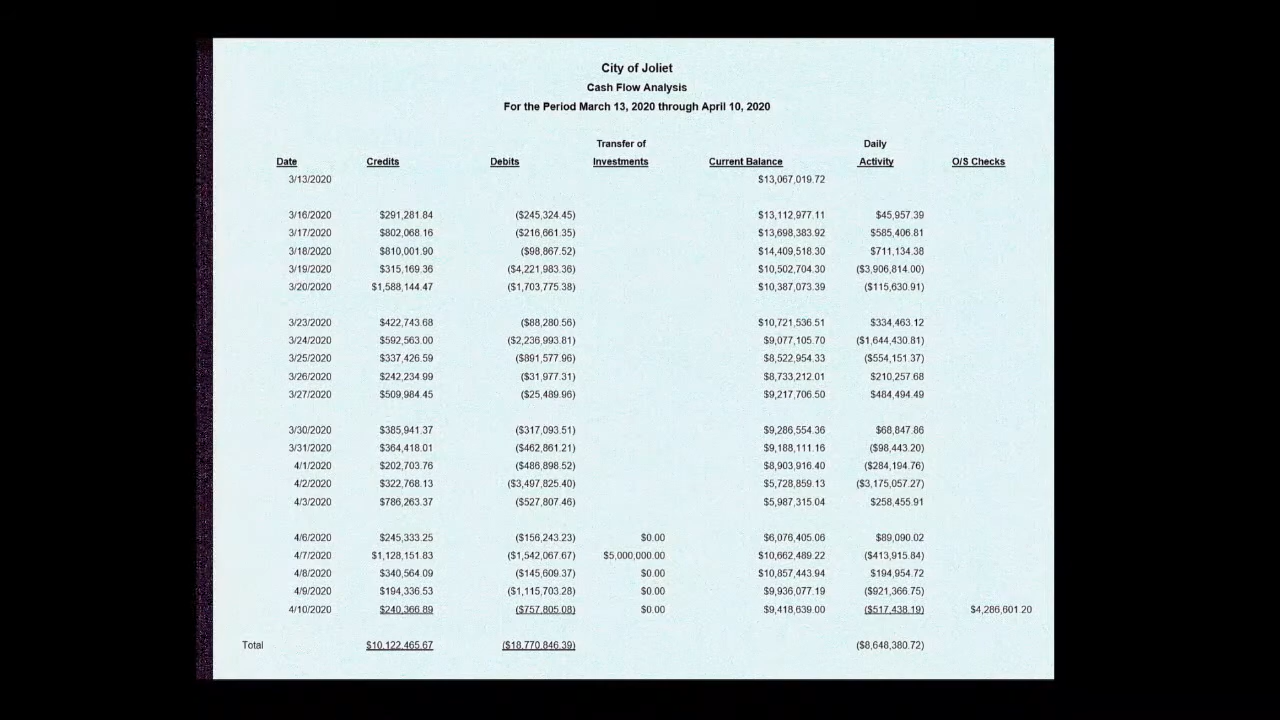 City of Joliet
Cash Flow Analysis
For the Period March 13, 2020 through April 10, 2020
Transfer of Daily
Date Credits Debits Investments Current Balance Activity O/S Checks
3/13/2020 $13,067,019.72
3/16/2020 $291,281.84 ($245,324.45) $13,112,977.11 $45,957.39
3/17/2020 $802,068.16 ($216,661.35) $13,698,383.92 $585,406.81
3/18/2020 $810,001.90 ($98,867.52) $14,409,518.30 $711,134.38
3/19/2020 $315,169.36 ($4,221,983.36) $10,502,704.30 ($3,906,814.00)
3/20/2020 $1,588,144.47 ($1,703,775.38) $10,387,073.39 ($115,630.91)
3/23/2020 $422,743.68 ($88,280.56) $10,721,536.51 $334,463.12
3/24/2020 $592,563.00 ($2,236,993.81) $9,077,105.70 ($1,644,430.81)
3/25/2020 $337,426.59 ($891,577.96) $8,522,954.33 ($554,151.37)
3/26/2020 $242,234.99 ($31,977.31) $8,733,212.01 $210,257.68
3/27/2020 $509,984.45 ($25,489.96) $9,217,706.50 $484,494.49
3/30/2020 $385,941.37 ($317,093.51) $9,286,554.36 $68,847.86
3/31/2020 $364,418.01 ($462,861.21) $9,188,111.16 ($98,443.20)
4/1/2020 $202,703.76 ($486,898.52) $8,903,916.40 ($284,194.76)
4/2/2020 $322,768.13 ($3,497,825.40) $5,728,859.13 ($3,175,057.27)
4/3/2020 $786,263.37 ($527,807.46) $5,987,315.04 $258,455.91
4/6/2020 $245,333.25 ($156,243.23) $0.00 $6,076,405.06 $89,090.02
4/7/2020 $1,128,151.83 ($1,542,067.67) $5,000,000.00 $10,662,489.22 ($413,915.84)
4/8/2020 $340,564.09 ($145,609.37) $0.00 $10,857,443.94 $194,954.72
4/9/2020 $194,336.53 ($1,115,703.28) $0.00 $9,936,077.19 ($921,366.75)
4/10/2020 $240,366.89 ($757,805.08) $0.00 $9,418,639.00 ($517,438.19) $4,286,601.20
Total $10,122,465.67 ($18,770,846.39) ($8,648,380.72)